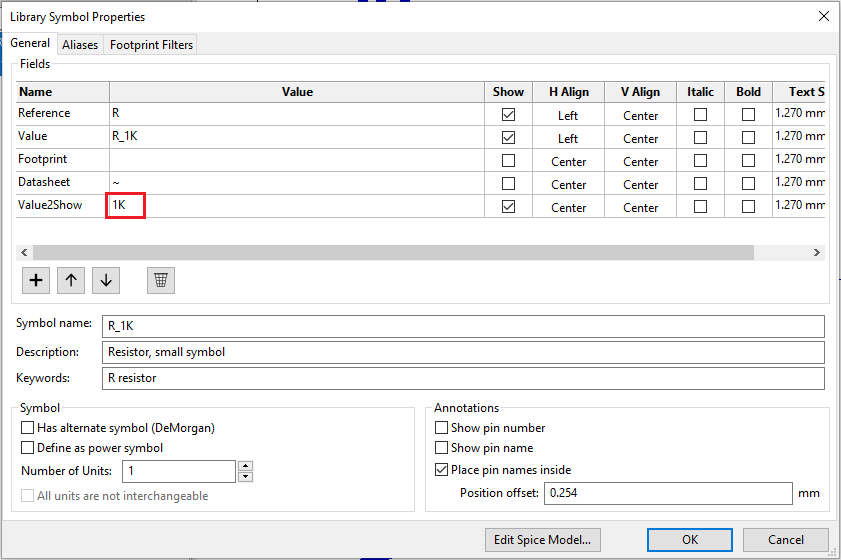 Library Symbol Properties
General Aliases Footprint Filters
Fields
Name Value Show H Align V Align Italic Bold Text S
Reference R Left Center 1.270 mm
Value R_1K Left Center 1.270 mm
Footprint Center Center 1.270 mm
Datasheet ~ Center Center 1.270 mm
Value2Show 1K Center Center 1.270 mm
Symbol name: R_1K
Description: Resistor, small symbol
Keywords: R resistor
Symbol
Has alternate symbol (DeMorgan)
Define as power symbol
Number of Units: 1
All units are not interchangeable
Annotations
Show pin number
Show pin name
Place pin names inside
Position offset: 0.254 mm
Edit Spice Model... OK Cancel